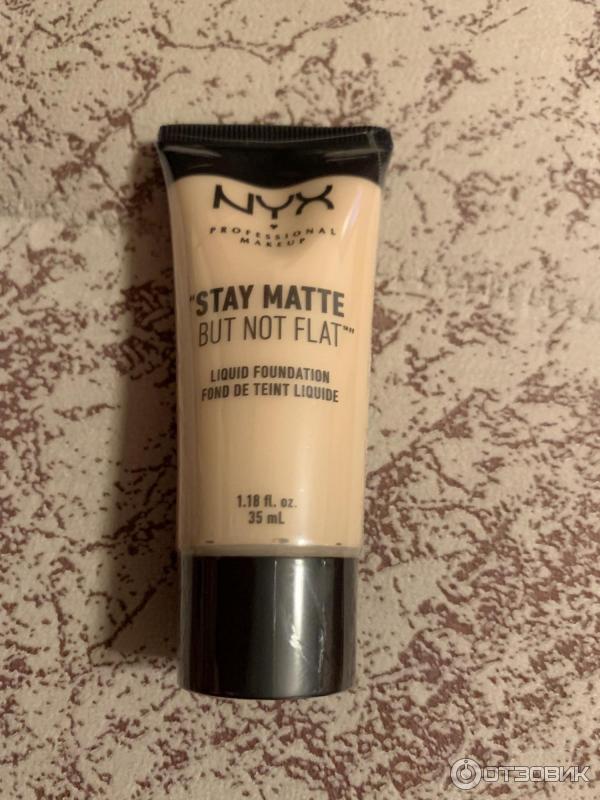 NYX
PROFESSIONAL
MAKEUP
"STAY MATTE
BUT NOT FLAT™"
LIQUID FOUNDATION
FOND DE TEINT LIQUIDE
1.18 fl. oz.
35 mL
ОТЗОВИК